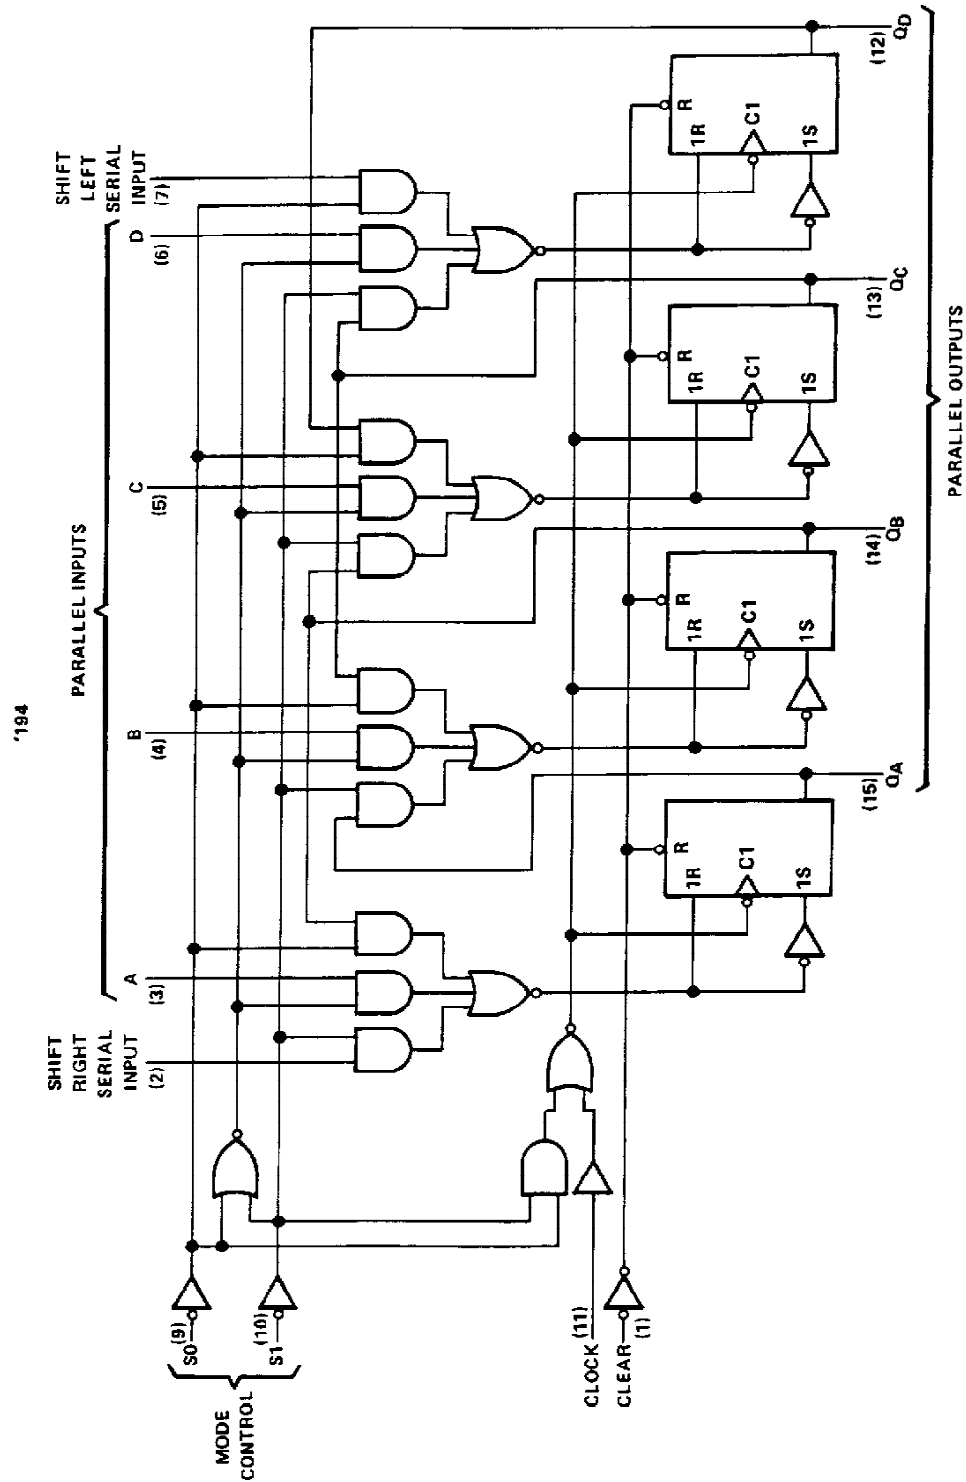 '194
PARALLEL INPUTS
SHIFT
RIGHT
SERIAL
INPUT
(2)
A
(3)
B
(4)
C
(5)
D
(6)
SHIFT
LEFT
SERIAL
INPUT
(7)
MODE
CONTROL
S0
(9)
S1
(10)
CLOCK
(11)
CLEAR
(1)
R
1R
C1
1S
R
1R
C1
1S
R
1R
C1
1S
R
1R
C1
1S
(15)
QA
(14)
QB
(13)
QC
(12)
QD
PARALLEL OUTPUTS